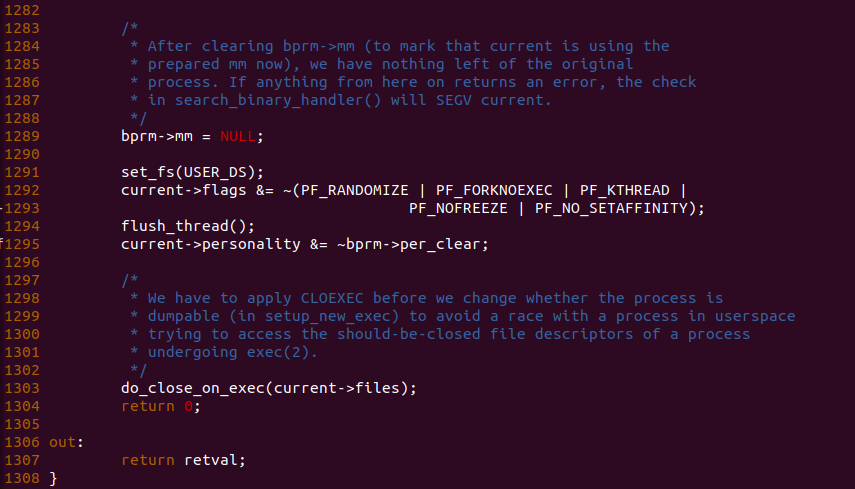 1282
1283         /*
1284          * After clearing bprm->mm (to mark that current is using the
1285          * prepared mm now), we have nothing left of the original
1286          * process. If anything from here on returns an error, the check
1287          * in search_binary_handler() will SEGV current.
1288          */
1289         bprm->mm = NULL;
1290
1291         set_fs(USER_DS);
1292         current->flags &= ~(PF_RANDOMIZE | PF_FORKNOEXEC | PF_KTHREAD |
-1293                                         PF_NOFREEZE | PF_NO_SETAFFINITY);
1294         flush_thread();
f1295         current->personality &= ~bprm->per_clear;
1296
1297         /*
1298          * We have to apply CLOEXEC before we change whether the process is
1299          * dumpable (in setup_new_exec) to avoid a race with a process in userspace
1300          * trying to access the should-be-closed file descriptors of a process
1301          * undergoing exec(2).
1302          */
1303         do_close_on_exec(current->files);
1304         return 0;
1305
1306 out:
1307         return retval;
1308 }